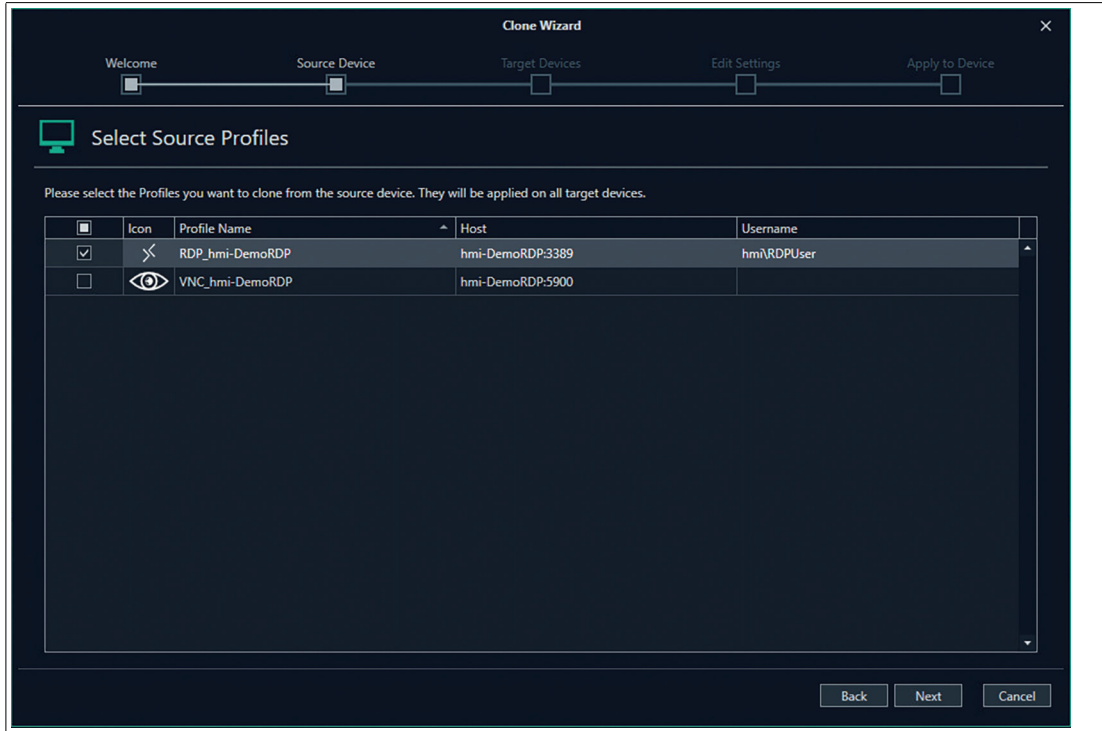 Clone Wizard
Welcome Source Device Target Devices Edit Settings Apply to Device
Select Source Profiles
Please select the Profiles you want to clone from the source device. They will be applied on all target devices.
Icon Profile Name Host Username
RDP_hmi-DemoRDP hmi-DemoRDP:3389 hmi\RDPUser
VNC_hmi-DemoRDP hmi-DemoRDP:5900
Back Next Cancel